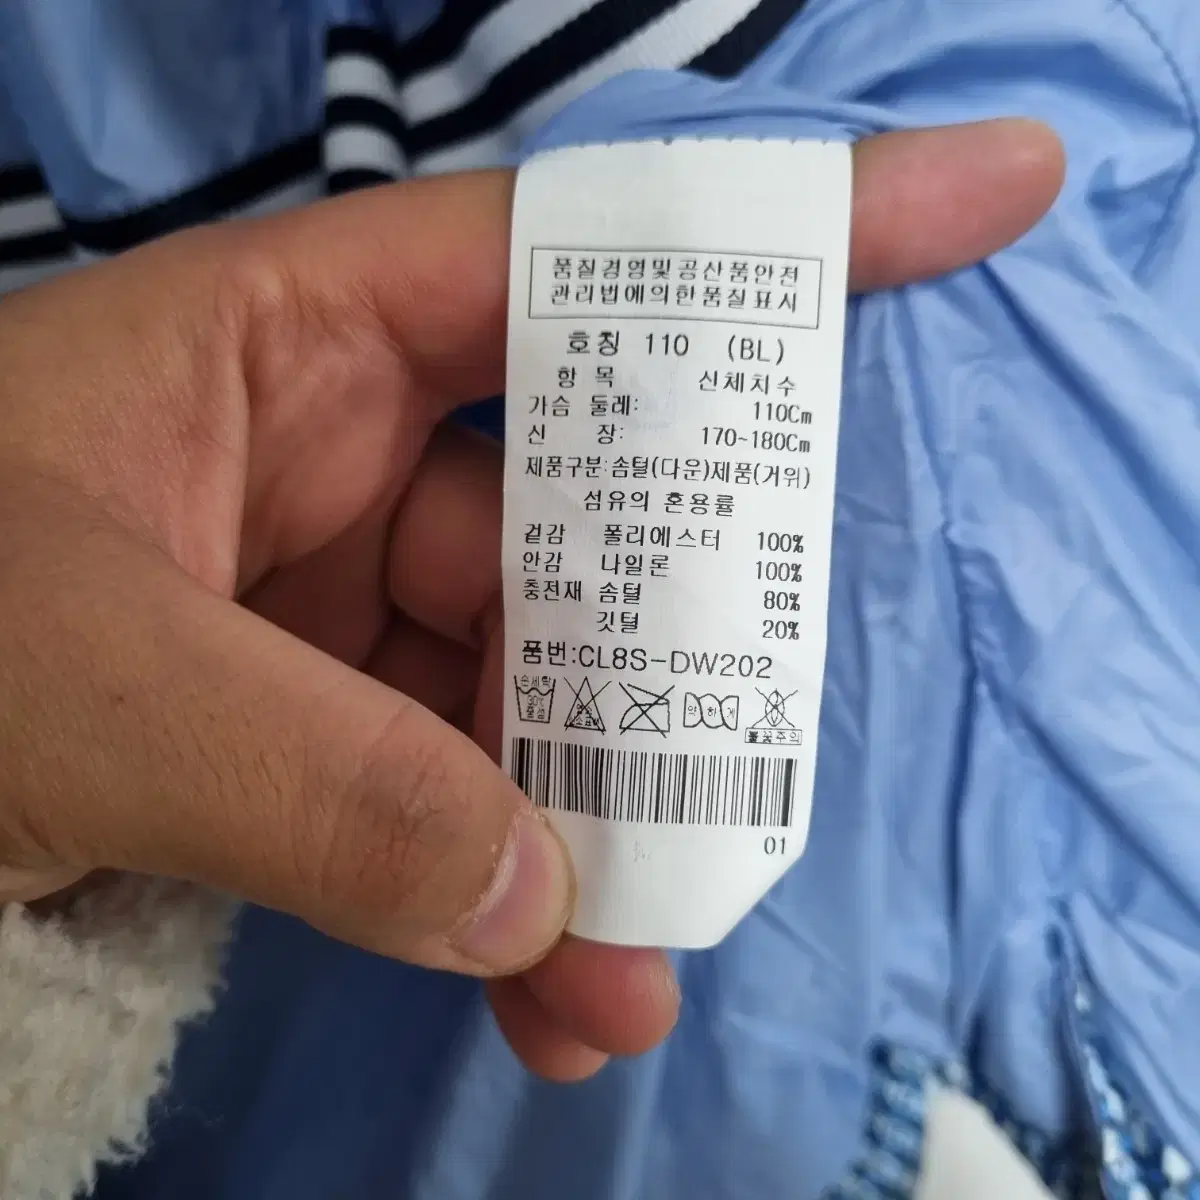 품질경영및공산품안전
관리법에의한품질표시
호칭 110 (BL)
항 목 신체치수
가슴 둘레: 110Cm
신 장: 170~180Cm
제품구분:솜털(다운)제품(거위)
섬유의 혼용률
겉감 폴리에스터 100%
안감 나일론 100%
충전재 솜털 80%
깃털 20%
품번:CL8S-DW202
손세탁 약하게
30℃
중성
불꽃주의
01